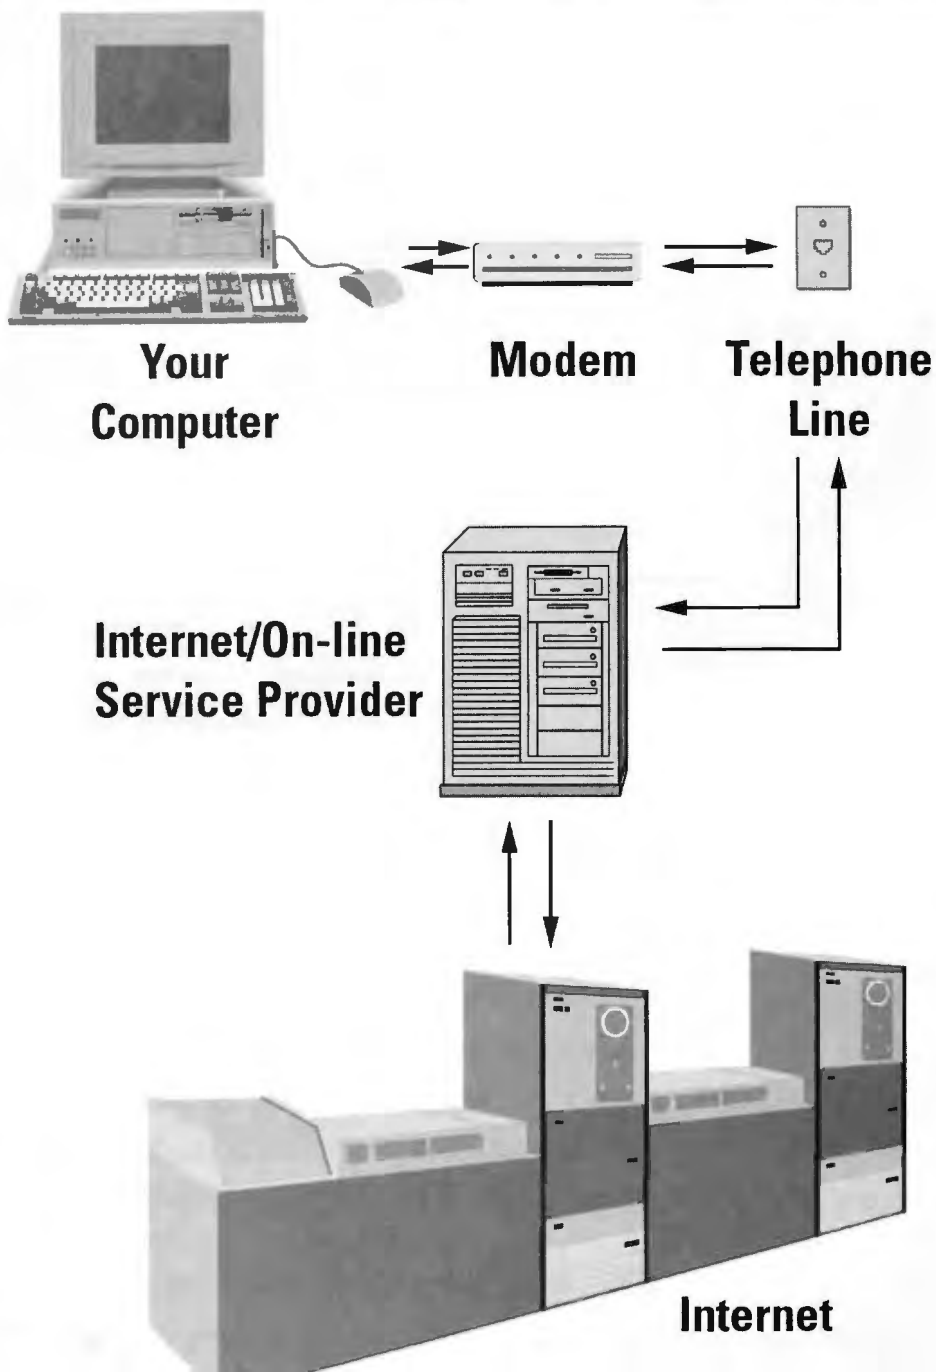 Your
Computer
Modem
Telephone
Line
Internet/On-line
Service Provider
Internet